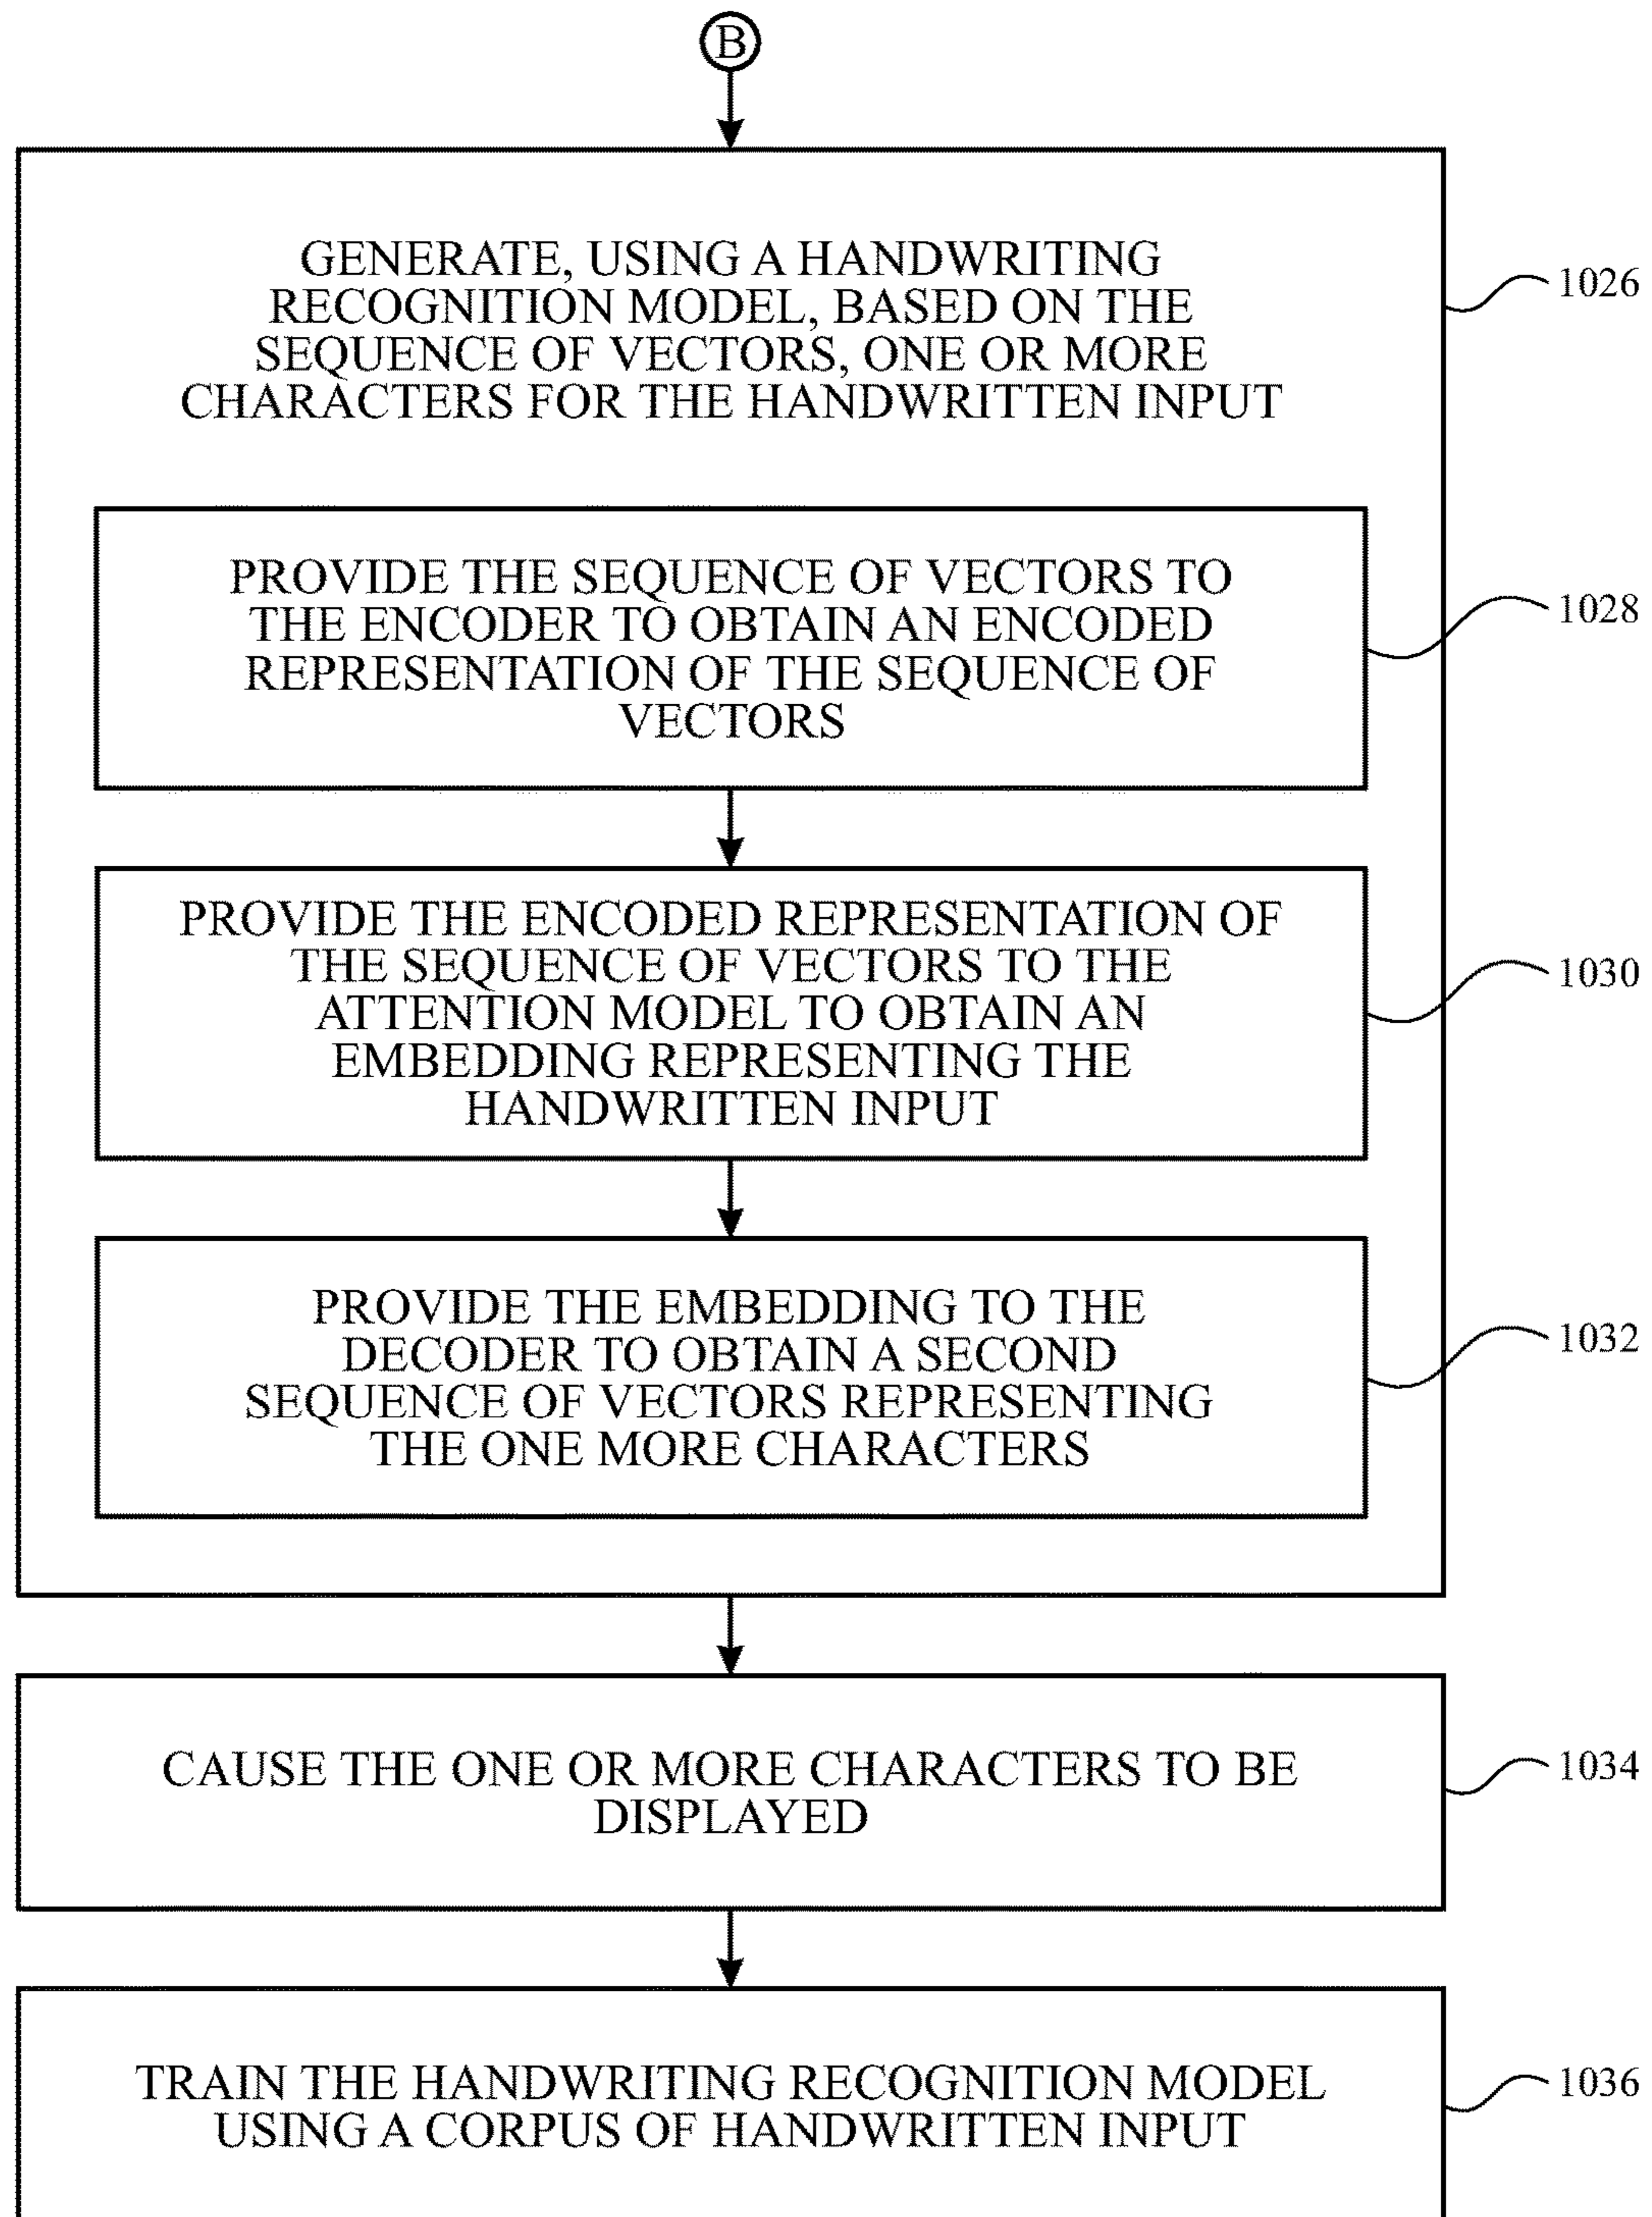 B
GENERATE, USING A HANDWRITING
RECOGNITION MODEL, BASED ON THE
SEQUENCE OF VECTORS, ONE OR MORE
CHARACTERS FOR THE HANDWRITTEN INPUT
1026
PROVIDE THE SEQUENCE OF VECTORS TO
THE ENCODER TO OBTAIN AN ENCODED
REPRESENTATION OF THE SEQUENCE OF
VECTORS
1028
PROVIDE THE ENCODED REPRESENTATION OF
THE SEQUENCE OF VECTORS TO THE
ATTENTION MODEL TO OBTAIN AN
EMBEDDING REPRESENTING THE
HANDWRITTEN INPUT
1030
PROVIDE THE EMBEDDING TO THE
DECODER TO OBTAIN A SECOND
SEQUENCE OF VECTORS REPRESENTING
THE ONE MORE CHARACTERS
1032
CAUSE THE ONE OR MORE CHARACTERS TO BE
DISPLAYED
1034
TRAIN THE HANDWRITING RECOGNITION MODEL
USING A CORPUS OF HANDWRITTEN INPUT
1036